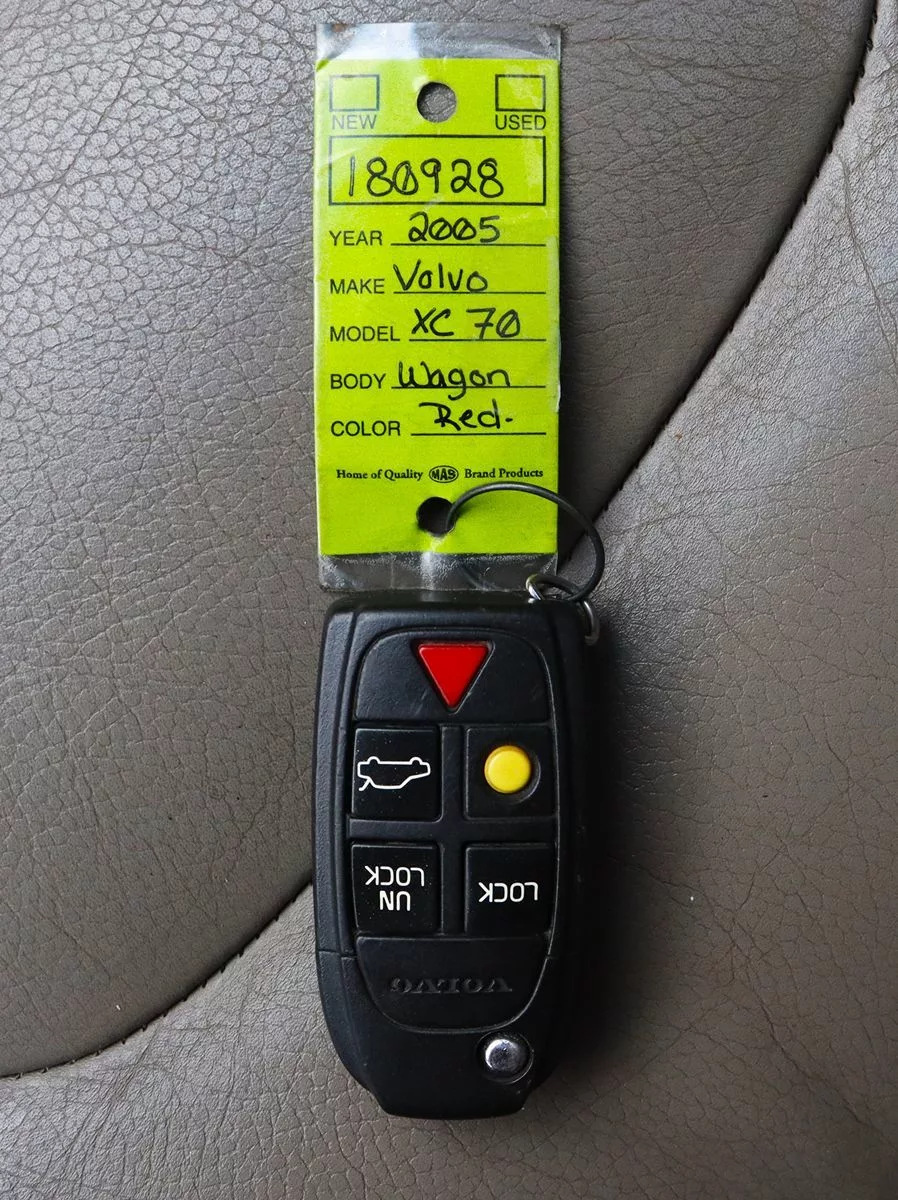 NEW USED
180928
YEAR 2005
MAKE Volvo
MODEL XC 70
BODY Wagon
COLOR Red.
Home of Quality MAS Brand Products
UN
LOCK
LOCK
VOLVO